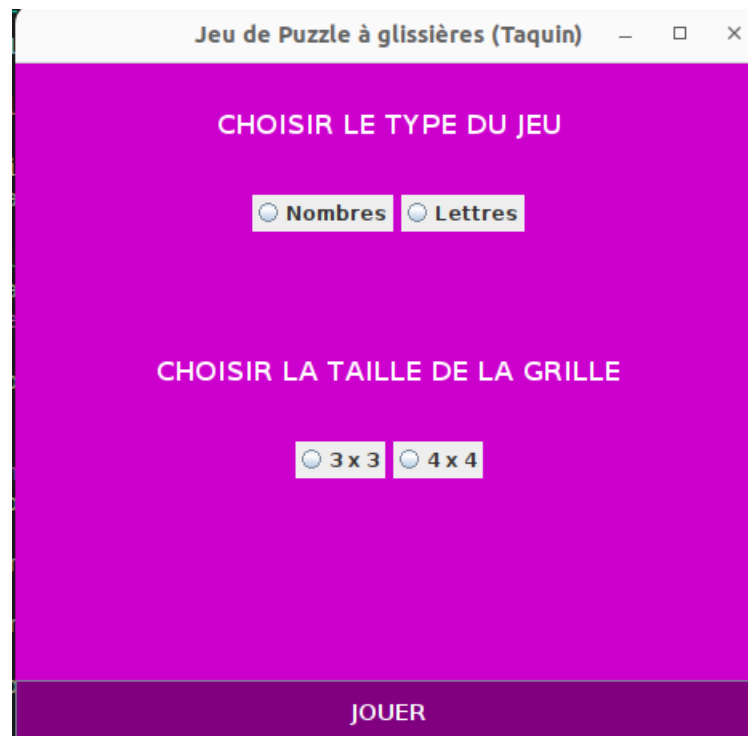 Jeu de Puzzle à glissières (Taquin)
CHOISIR LE TYPE DU JEU
Nombres Lettres
CHOISIR LA TAILLE DE LA GRILLE
3 x 3 4 x 4
JOUER